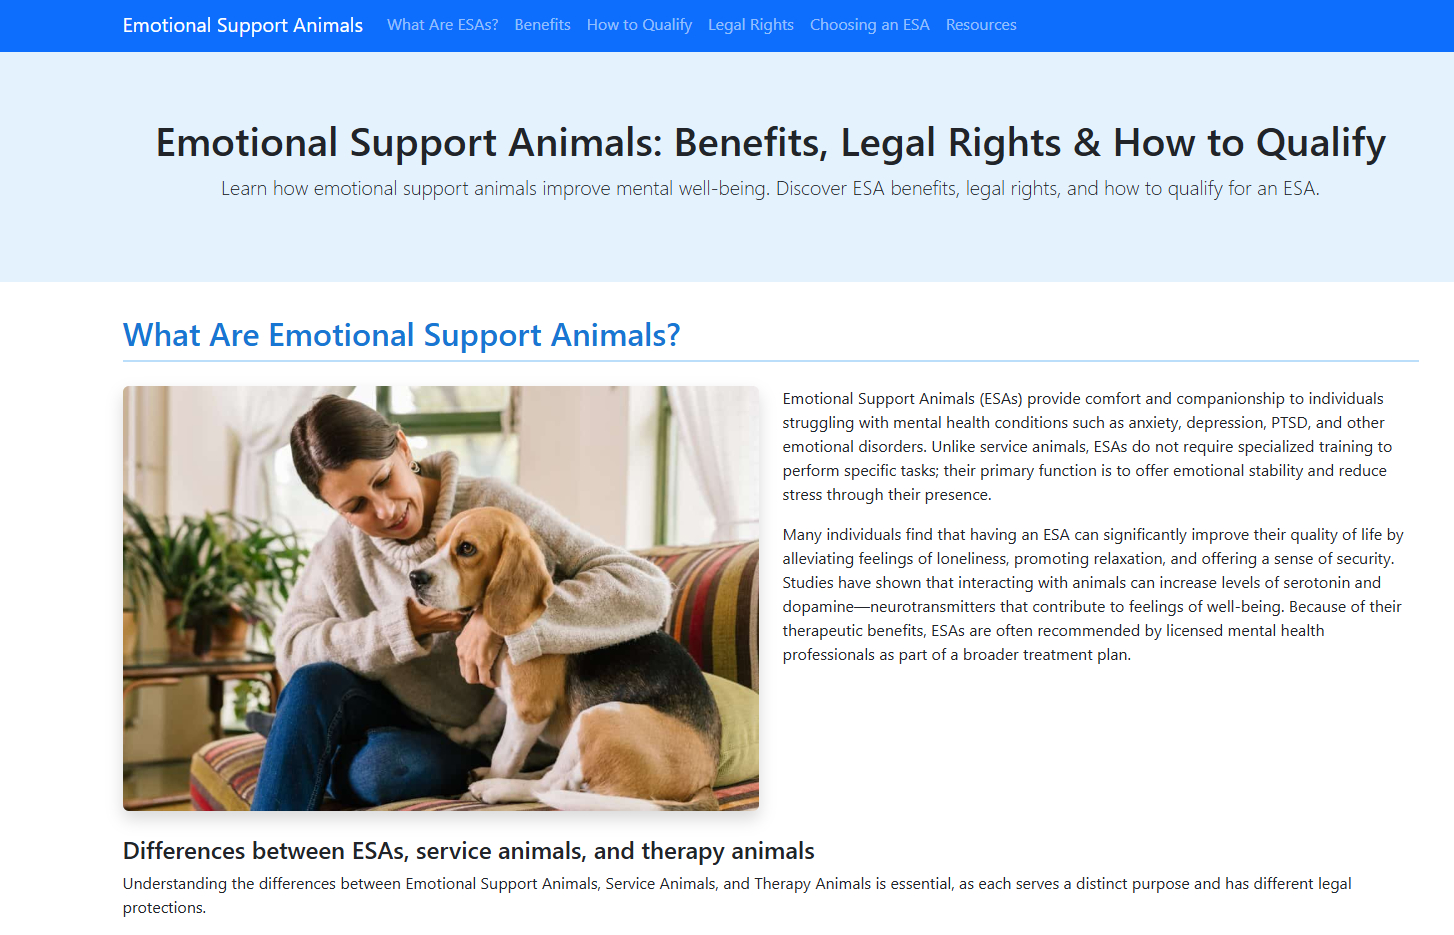 Emotional Support Animals What Are ESAs? Benefits How to Qualify Legal Rights Choosing an ESA Resources
Emotional Support Animals: Benefits, Legal Rights & How to Qualify
Learn how emotional support animals improve mental well-being. Discover ESA benefits, legal rights, and how to qualify for an ESA.
What Are Emotional Support Animals?
Emotional Support Animals (ESAs) provide comfort and companionship to individuals
struggling with mental health conditions such as anxiety, depression, PTSD, and other
emotional disorders. Unlike service animals, ESAs do not require specialized training to
perform specific tasks; their primary function is to offer emotional stability and reduce
stress through their presence.
Many individuals find that having an ESA can significantly improve their quality of life by
alleviating feelings of loneliness, promoting relaxation, and offering a sense of security.
Studies have shown that interacting with animals can increase levels of serotonin and
dopamine—neurotransmitters that contribute to feelings of well-being. Because of their
therapeutic benefits, ESAs are often recommended by licensed mental health
professionals as part of a broader treatment plan.
Differences between ESAs, service animals, and therapy animals
Understanding the differences between Emotional Support Animals, Service Animals, and Therapy Animals is essential, as each serves a distinct purpose and has different legal
protections.